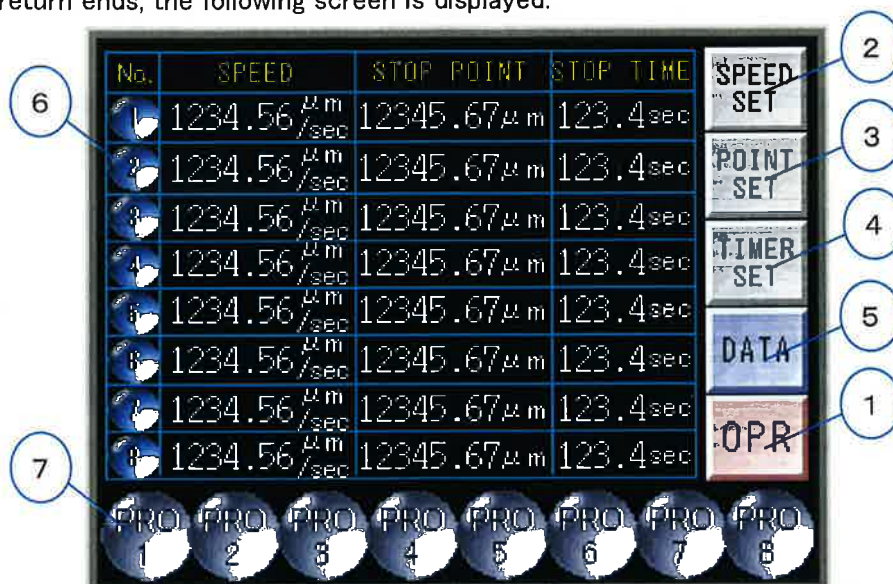 return ends, the following screen is displayed.
No. SPEED STOP POINT STOP TIME
1 1234.56 μm/sec 12345.67μm 123.4sec
2 1234.56 μm/sec 12345.67μm 123.4sec
3 1234.56 μm/sec 12345.67μm 123.4sec
4 1234.56 μm/sec 12345.67μm 123.4sec
5 1234.56 μm/sec 12345.67μm 123.4sec
6 1234.56 μm/sec 12345.67μm 123.4sec
7 1234.56 μm/sec 12345.67μm 123.4sec
8 1234.56 μm/sec 12345.67μm 123.4sec
SPEED
SET
POINT
SET
TIMER
SET
DATA
OPR
PRO PRO PRO PRO PRO PRO PRO PRO
1 2 3 4 5 6 7 8
2
3
4
5
1
6
7